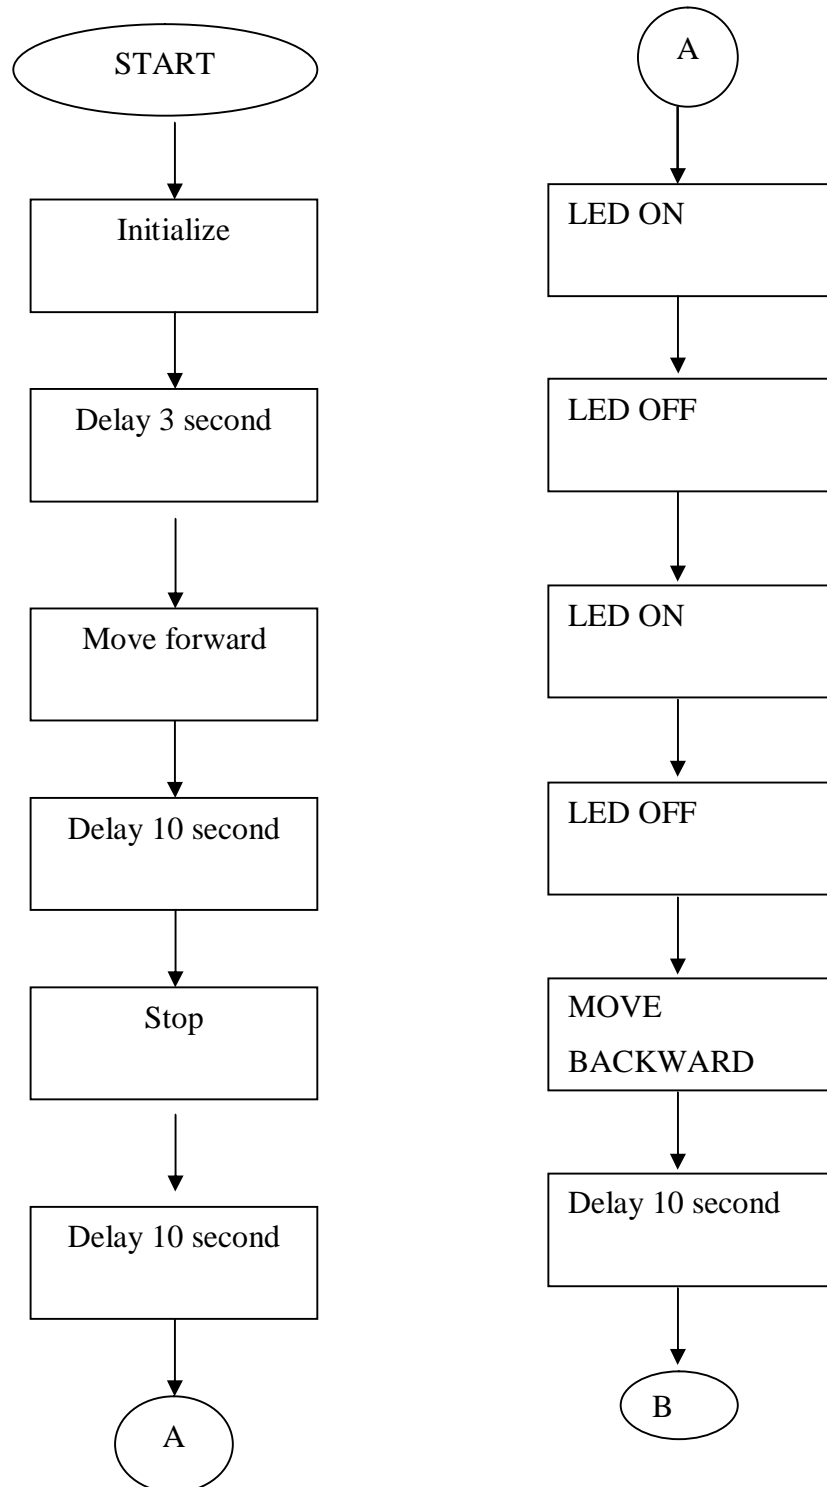 START
Initialize
Delay 3 second
Move forward
Delay 10 second
Stop
Delay 10 second
A
A
LED ON
LED OFF
LED ON
LED OFF
MOVE
BACKWARD
Delay 10 second
B